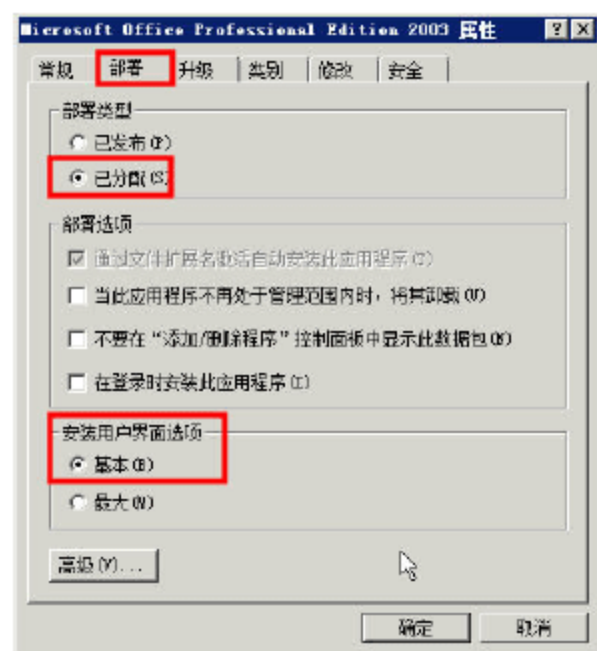 Microsoft Office Professional Edition 2003 属性
常规 部署 升级 类别 修改 安全
部署类型
已发布(P)
已分配(S)
部署选项
通过文件扩展名激活自动安装此应用程序(T)
当此应用程序不再处于管理范围内时，将其卸载(U)
不要在“添加/删除程序”控制面板中显示此数据包(N)
在登录时安装此应用程序(I)
安装用户界面选项
基本(B)
最大(M)
高级(V)...
确定 取消